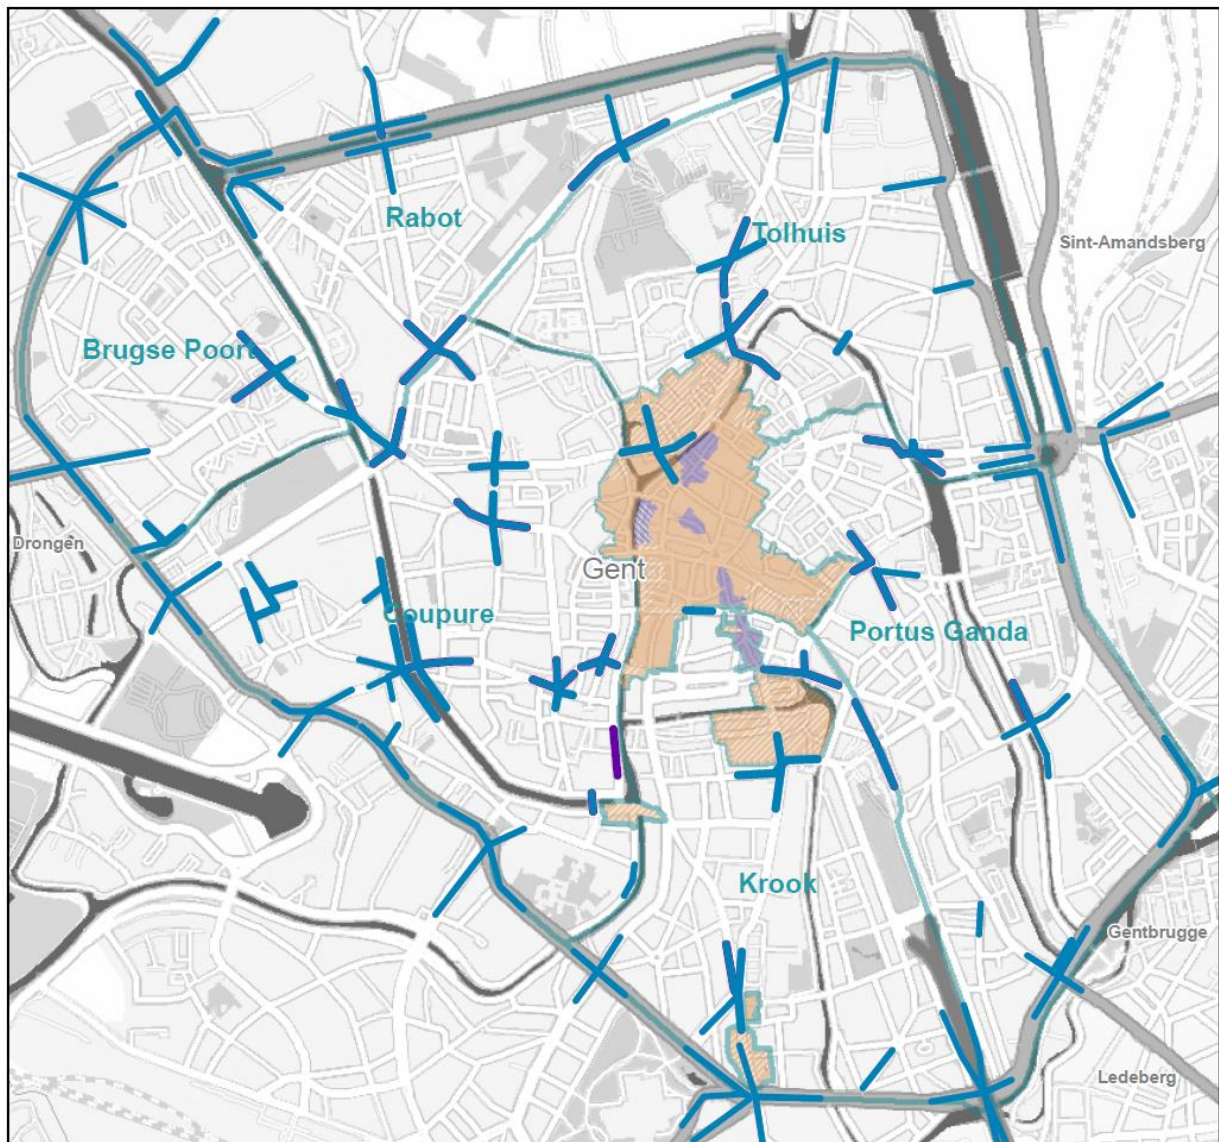 Rabot
Tolhuis
Sint-Amandsberg
Brugse Poort
Drongen
Gent
Coupure
Portus Ganda
Krook
Gentbrugge
Ledeberg